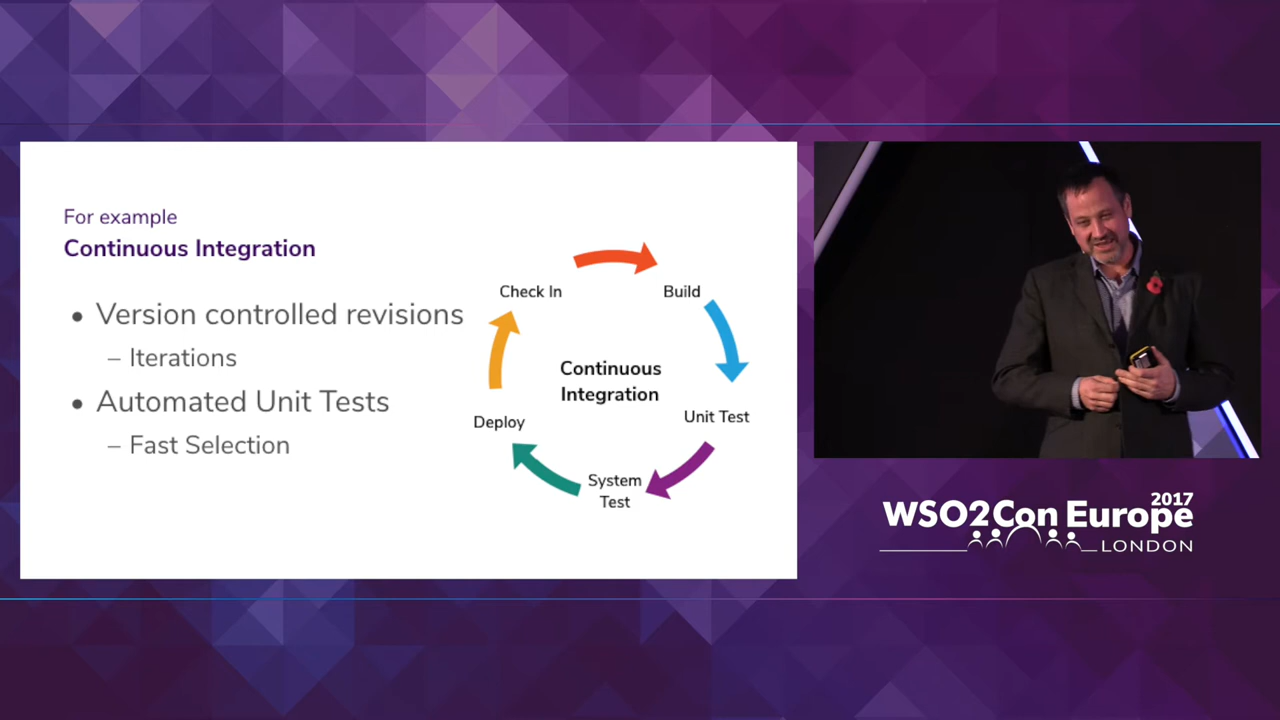 For example
Continuous Integration
• Version controlled revisions
– Iterations
• Automated Unit Tests
– Fast Selection
Check In
Build
Continuous
Integration
Deploy
Unit Test
System
Test
2017
WSO2Con Europe
LONDON